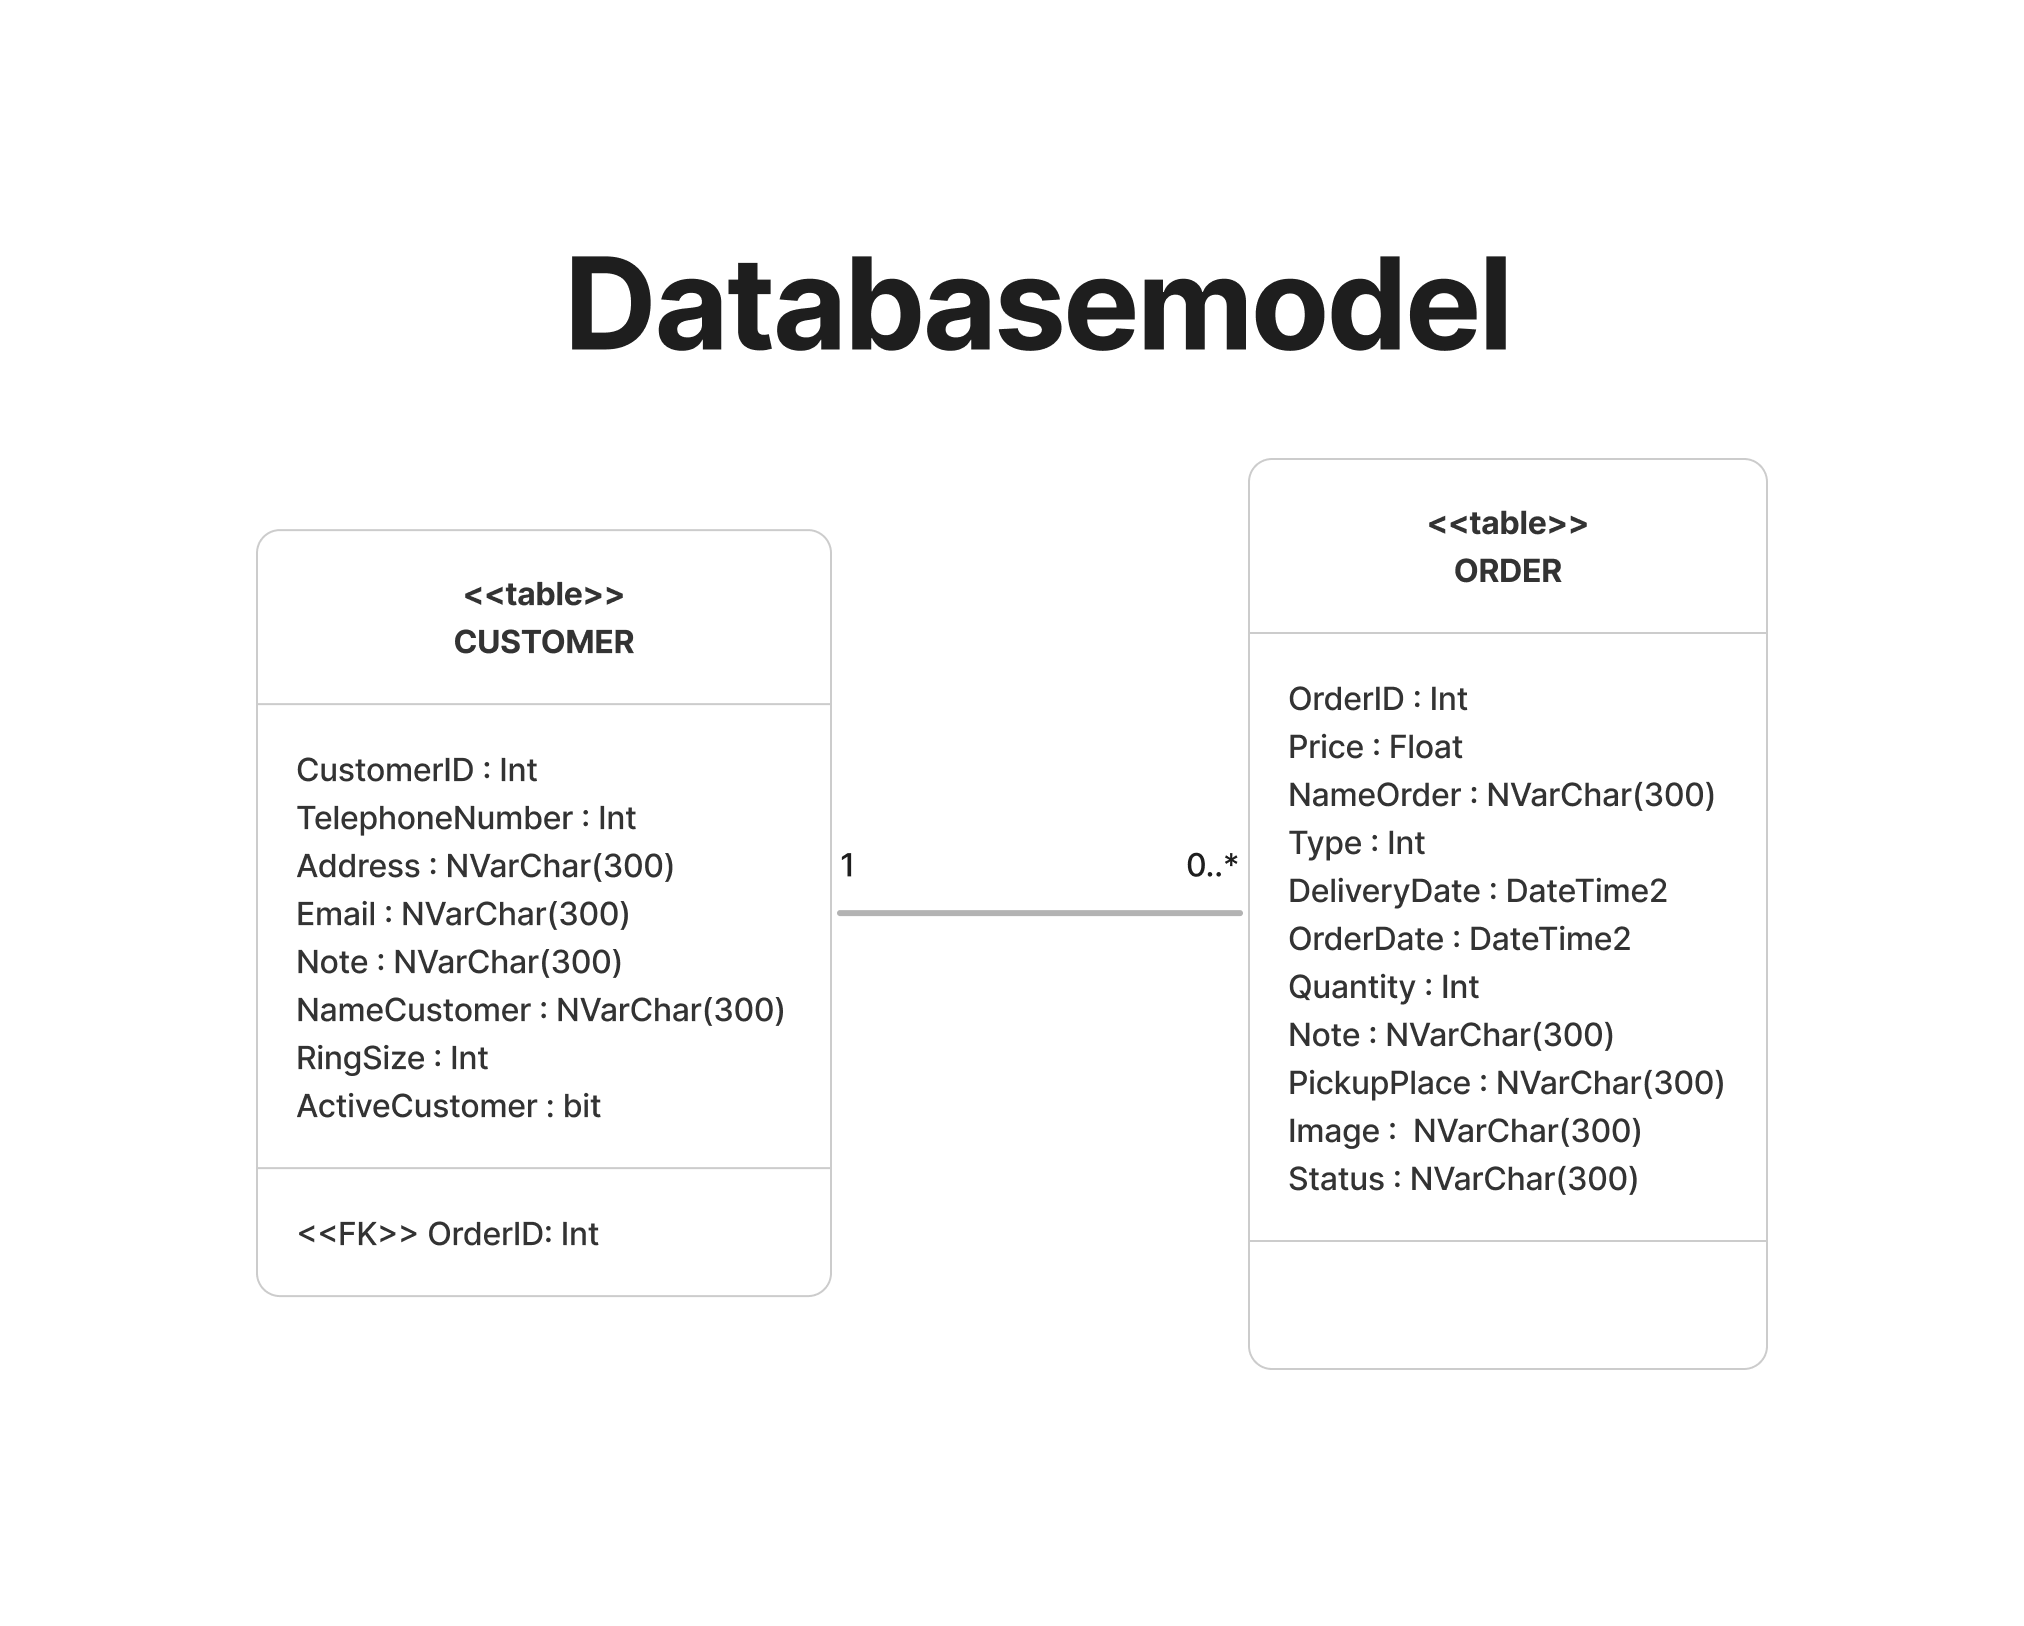 Databasemodel
<<table>>
CUSTOMER
CustomerID : Int
TelephoneNumber : Int
Address : NVarChar(300)
Email : NVarChar(300)
Note : NVarChar(300)
NameCustomer : NVarChar(300)
RingSize : Int
ActiveCustomer : bit
<<FK>> OrderID: Int
1
0..*
<<table>>
ORDER
OrderID : Int
Price : Float
NameOrder : NVarChar(300)
Type : Int
DeliveryDate : DateTime2
OrderDate : DateTime2
Quantity : Int
Note : NVarChar(300)
PickupPlace : NVarChar(300)
Image :  NVarChar(300)
Status : NVarChar(300)